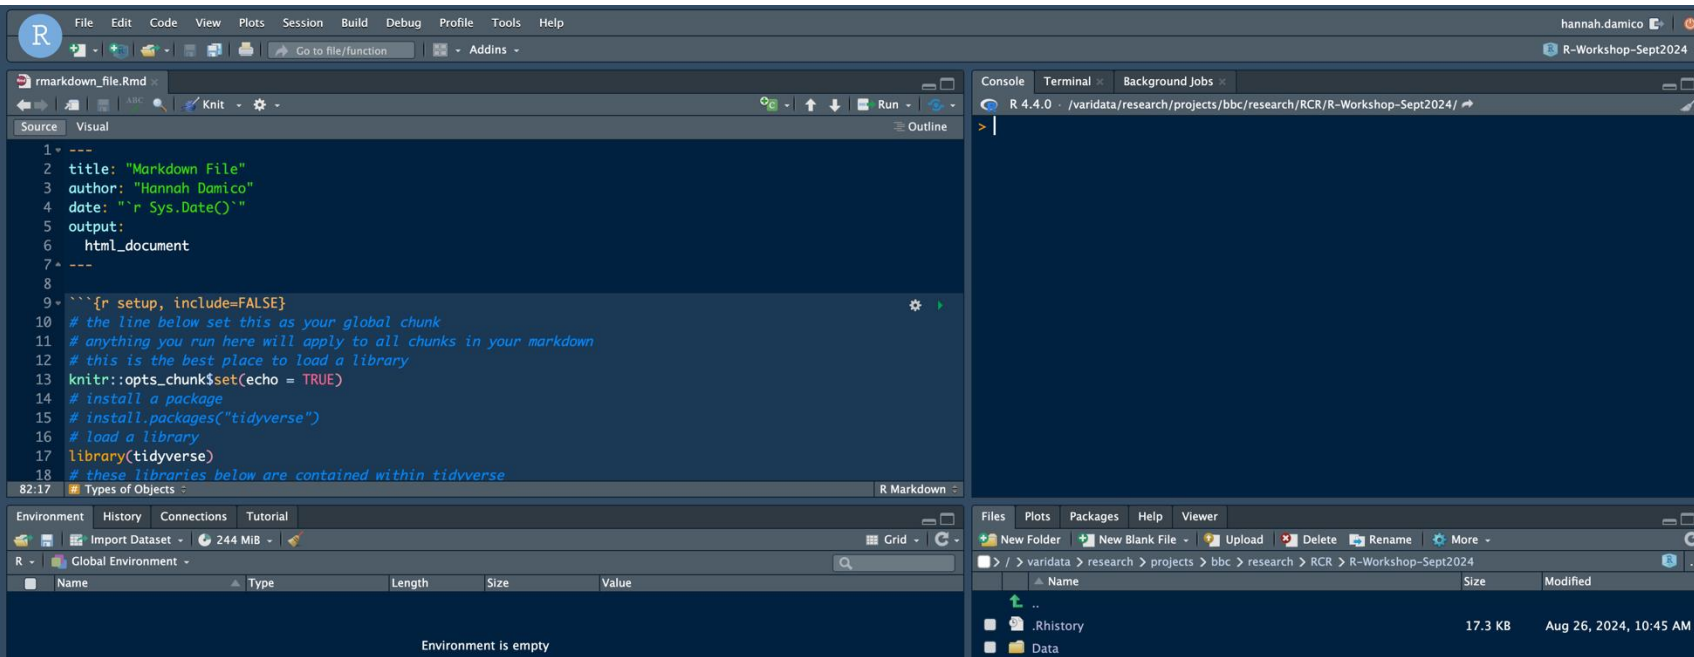 R File Edit Code View Plots Session Build Debug Profile Tools Help hannah.damico
Go to file/function Addins R-Workshop-Sept2024
rmarkdown_file.Rmd
ABC Knit Run
Source Visual Outline
1 ---
2 title: "Markdown File"
3 author: "Hannah Damico"
4 date: "`r Sys.Date()`"
5 output:
6 html_document
7 ---
8
9 ```{r setup, include=FALSE}
10 # the line below set this as your global chunk
11 # anything you run here will apply to all chunks in your markdown
12 # this is the best place to load a library
13 knitr::opts_chunk$set(echo = TRUE)
14 # install a package
15 # install.packages("tidyverse")
16 # load a library
17 library(tidyverse)
18 # these libraries below are contained within tidyverse
82:17 # Types of Objects R Markdown
Console Terminal Background Jobs
R 4.4.0 · /varidata/research/projects/bbc/research/RCR/R-Workshop-Sept2024/
>
Environment History Connections Tutorial
Import Dataset 244 MiB Grid
R Global Environment
Name Type Length Size Value
Environment is empty
Files Plots Packages Help Viewer
New Folder New Blank File Upload Delete Rename More
/ > varidata > research > projects > bbc > research > RCR > R-Workshop-Sept2024
Name Size Modified
..
.Rhistory 17.3 KB Aug 26, 2024, 10:45 AM
Data